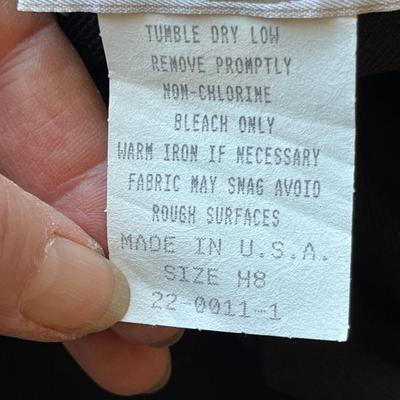 TUMBLE DRY LOW
REMOVE PROMPTLY
NON-CHLORINE
BLEACH ONLY
WARM IRON IF NECESSARY
FABRIC MAY SNAG AVOID
ROUGH SURFACES
MADE IN U.S.A.
SIZE H8
22-0011-1